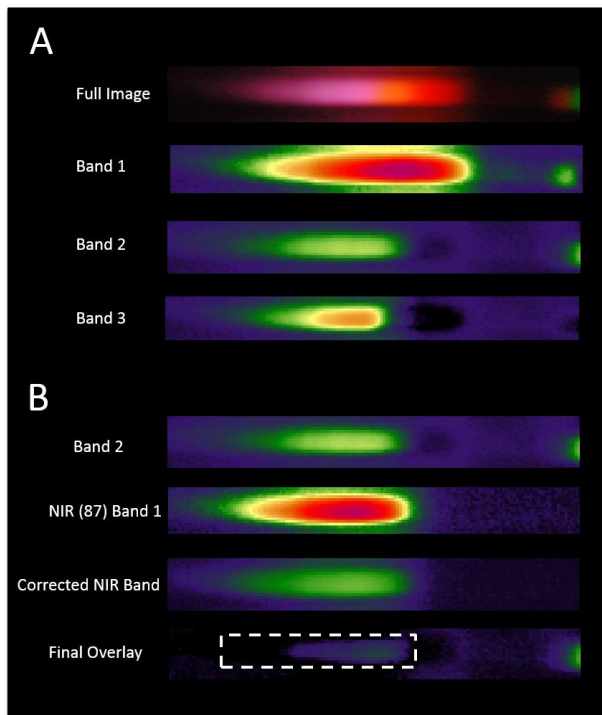 A
Full Image
Band 1
Band 2
Band 3
B
Band 2
NIR (87) Band 1
Corrected NIR Band
Final Overlay